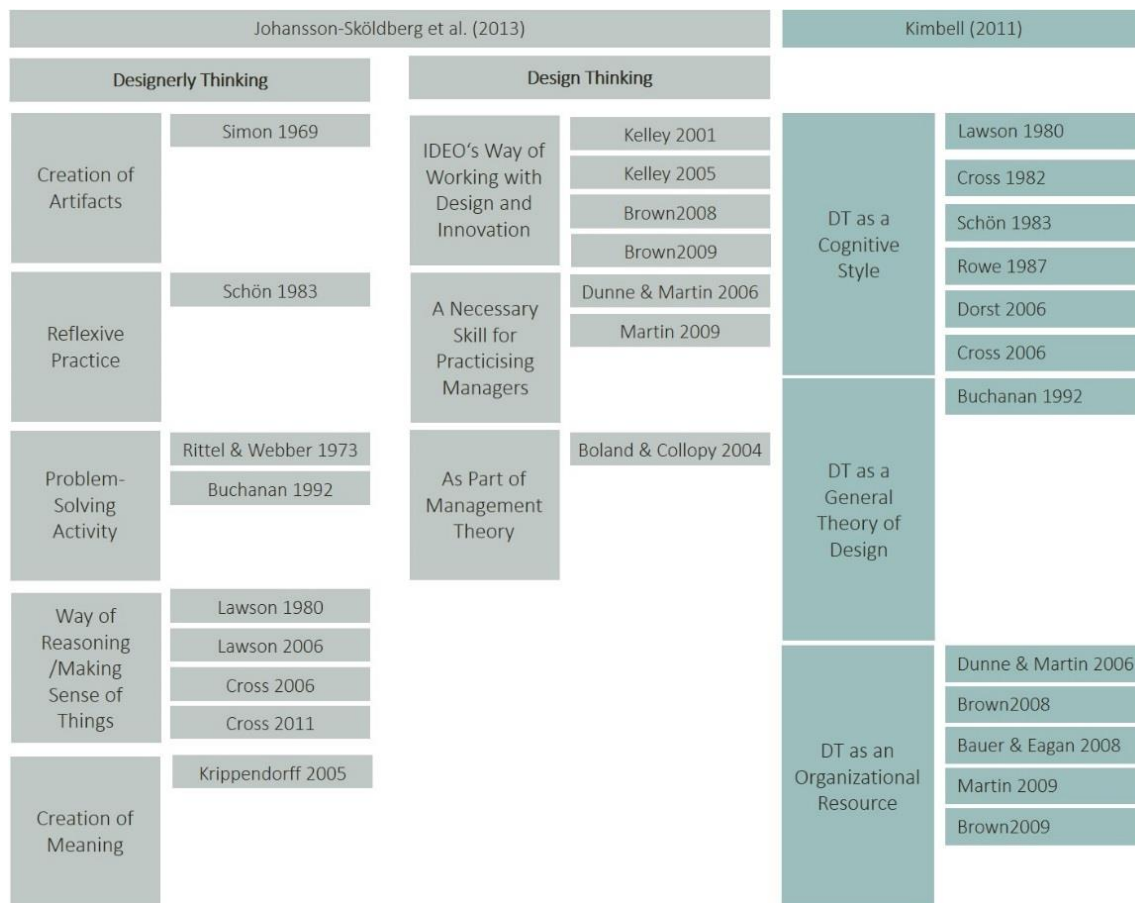 Johansson-Sköldberg et al. (2013)
Kimbell (2011)
Designerly Thinking
Design Thinking
Creation of
Artifacts
Simon 1969
Reflexive
Practice
Schön 1983
Problem-
Solving
Activity
Rittel & Webber 1973
Buchanan 1992
Way of
Reasoning
/Making
Sense of
Things
Lawson 1980
Lawson 2006
Cross 2006
Cross 2011
Creation of
Meaning
Krippendorff 2005
IDEO‘s Way of
Working with
Design and
Innovation
Kelley 2001
Kelley 2005
Brown2008
Brown2009
A Necessary
Skill for
Practicising
Managers
Dunne & Martin 2006
Martin 2009
As Part of
Management
Theory
Boland & Collopy 2004
DT as a
Cognitive
Style
Lawson 1980
Cross 1982
Schön 1983
Rowe 1987
Dorst 2006
Cross 2006
DT as a
General
Theory of
Design
Buchanan 1992
DT as an
Organizational
Resource
Dunne & Martin 2006
Brown2008
Bauer & Eagan 2008
Martin 2009
Brown2009